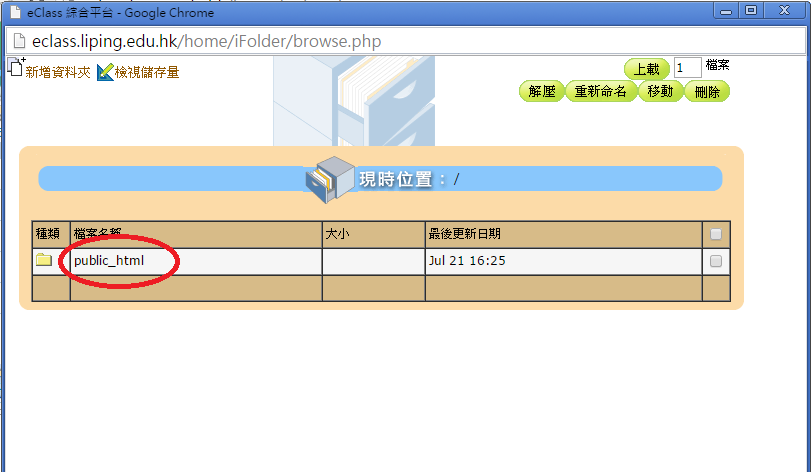 eClass 綜合平台 - Google Chrome
eclass.liping.edu.hk/home/iFolder/browse.php
新增資料夾 檢視儲存量
上載 1 檔案
解壓 重新命名 移動 刪除
現時位置：/
種類 檔案名稱 大小 最後更新日期
public_html Jul 21 16:25